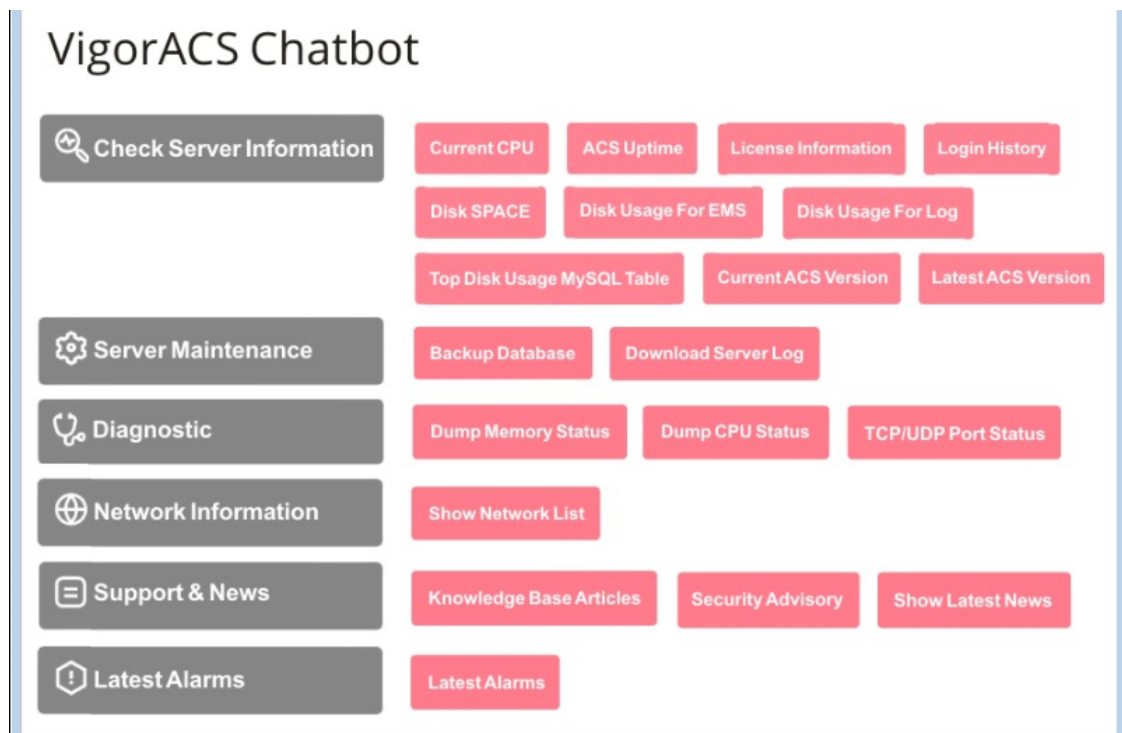 VigorACS Chatbot
Check Server Information
Current CPU
ACS Uptime
License Information
Login History
Disk SPACE
Disk Usage For EMS
Disk Usage For Log
Top Disk Usage MySQL Table
Current ACS Version
Latest ACS Version
Server Maintenance
Backup Database
Download Server Log
Diagnostic
Dump Memory Status
Dump CPU Status
TCP/UDP Port Status
Network Information
Show Network List
Support & News
Knowledge Base Articles
Security Advisory
Show Latest News
Latest Alarms
Latest Alarms